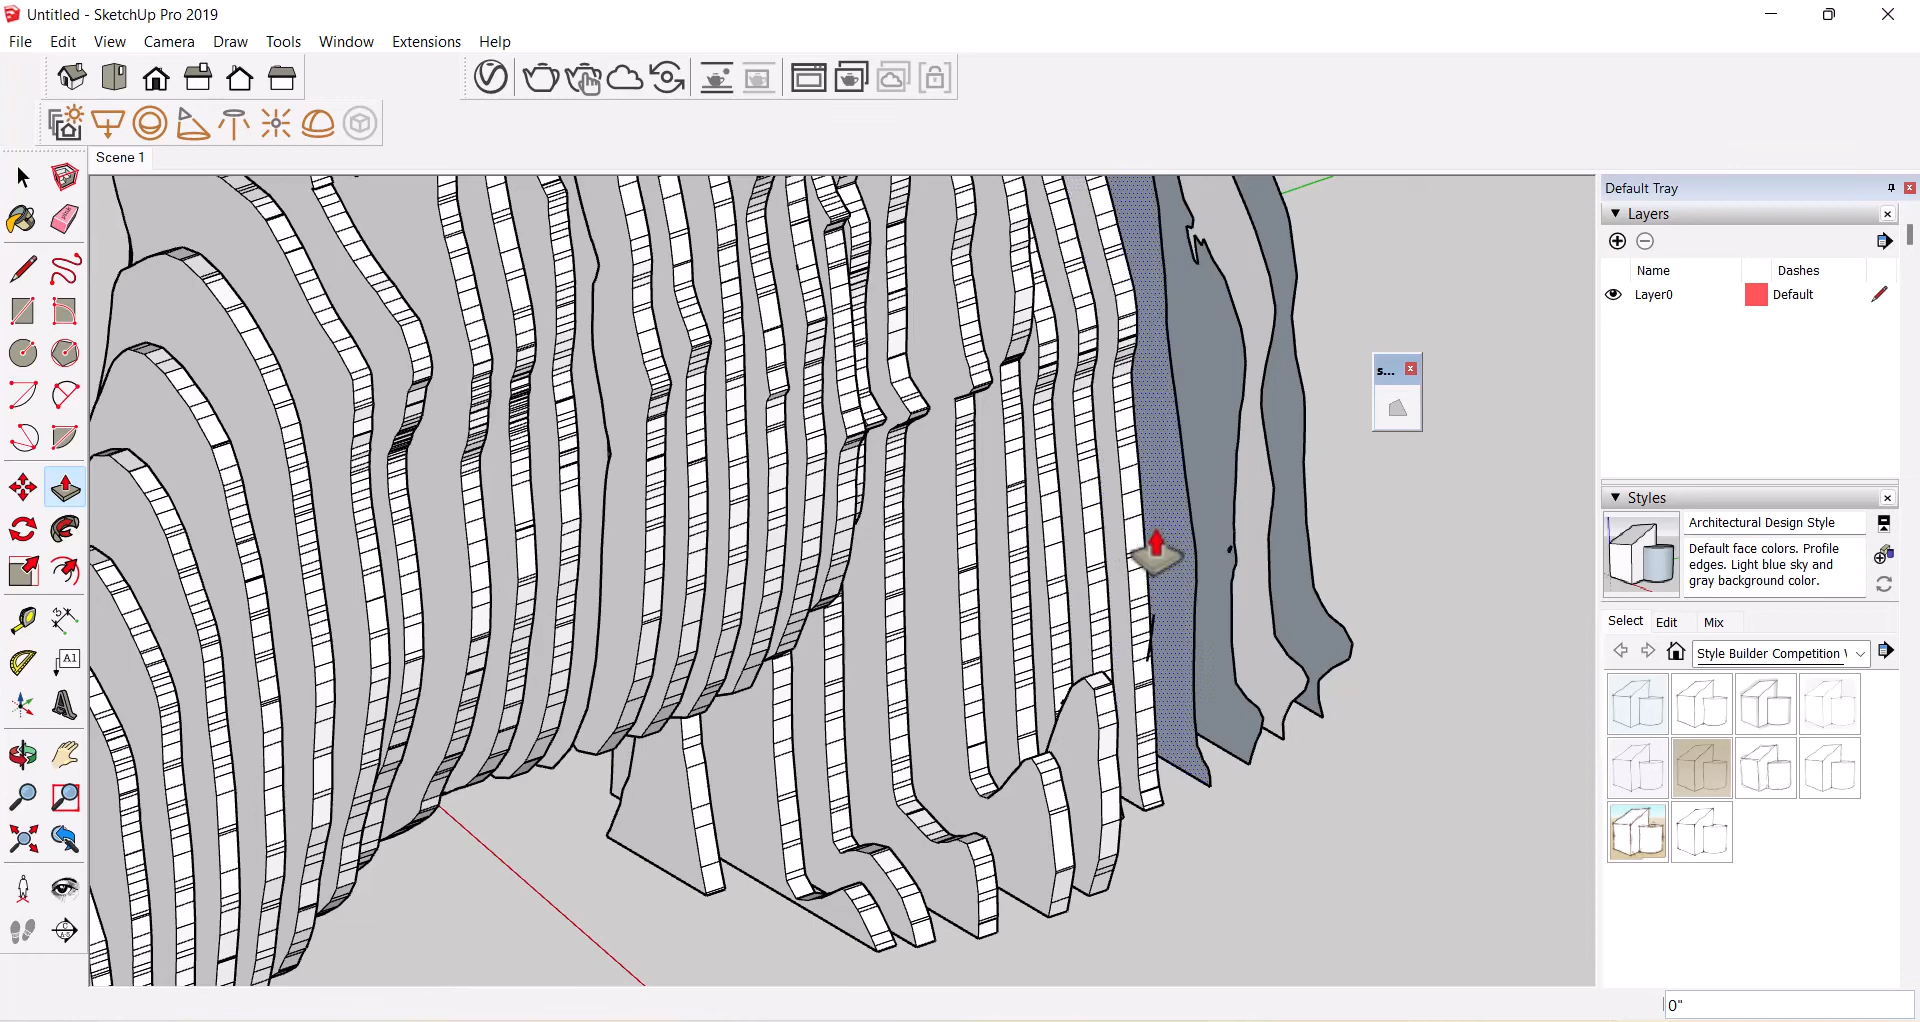 Untitled - SketchUp Pro 2019
File Edit View Camera Draw Tools Window Extensions Help
Scene 1
Default Tray
Layers
Name Dashes
Layer0 Default
s...
Styles
Architectural Design Style
Default face colors. Profile
edges. Light blue sky and
gray background color.
Select Edit Mix
Style Builder Competition
A1
0"